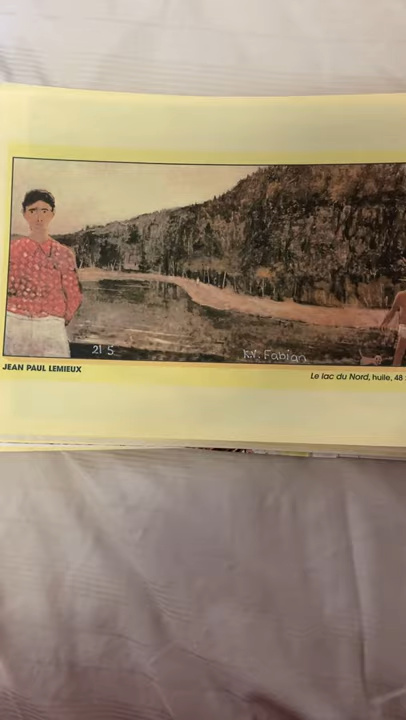 21 5
K.V. Fabian
JEAN PAUL LEMIEUX
Le lac du Nord, huile, 48